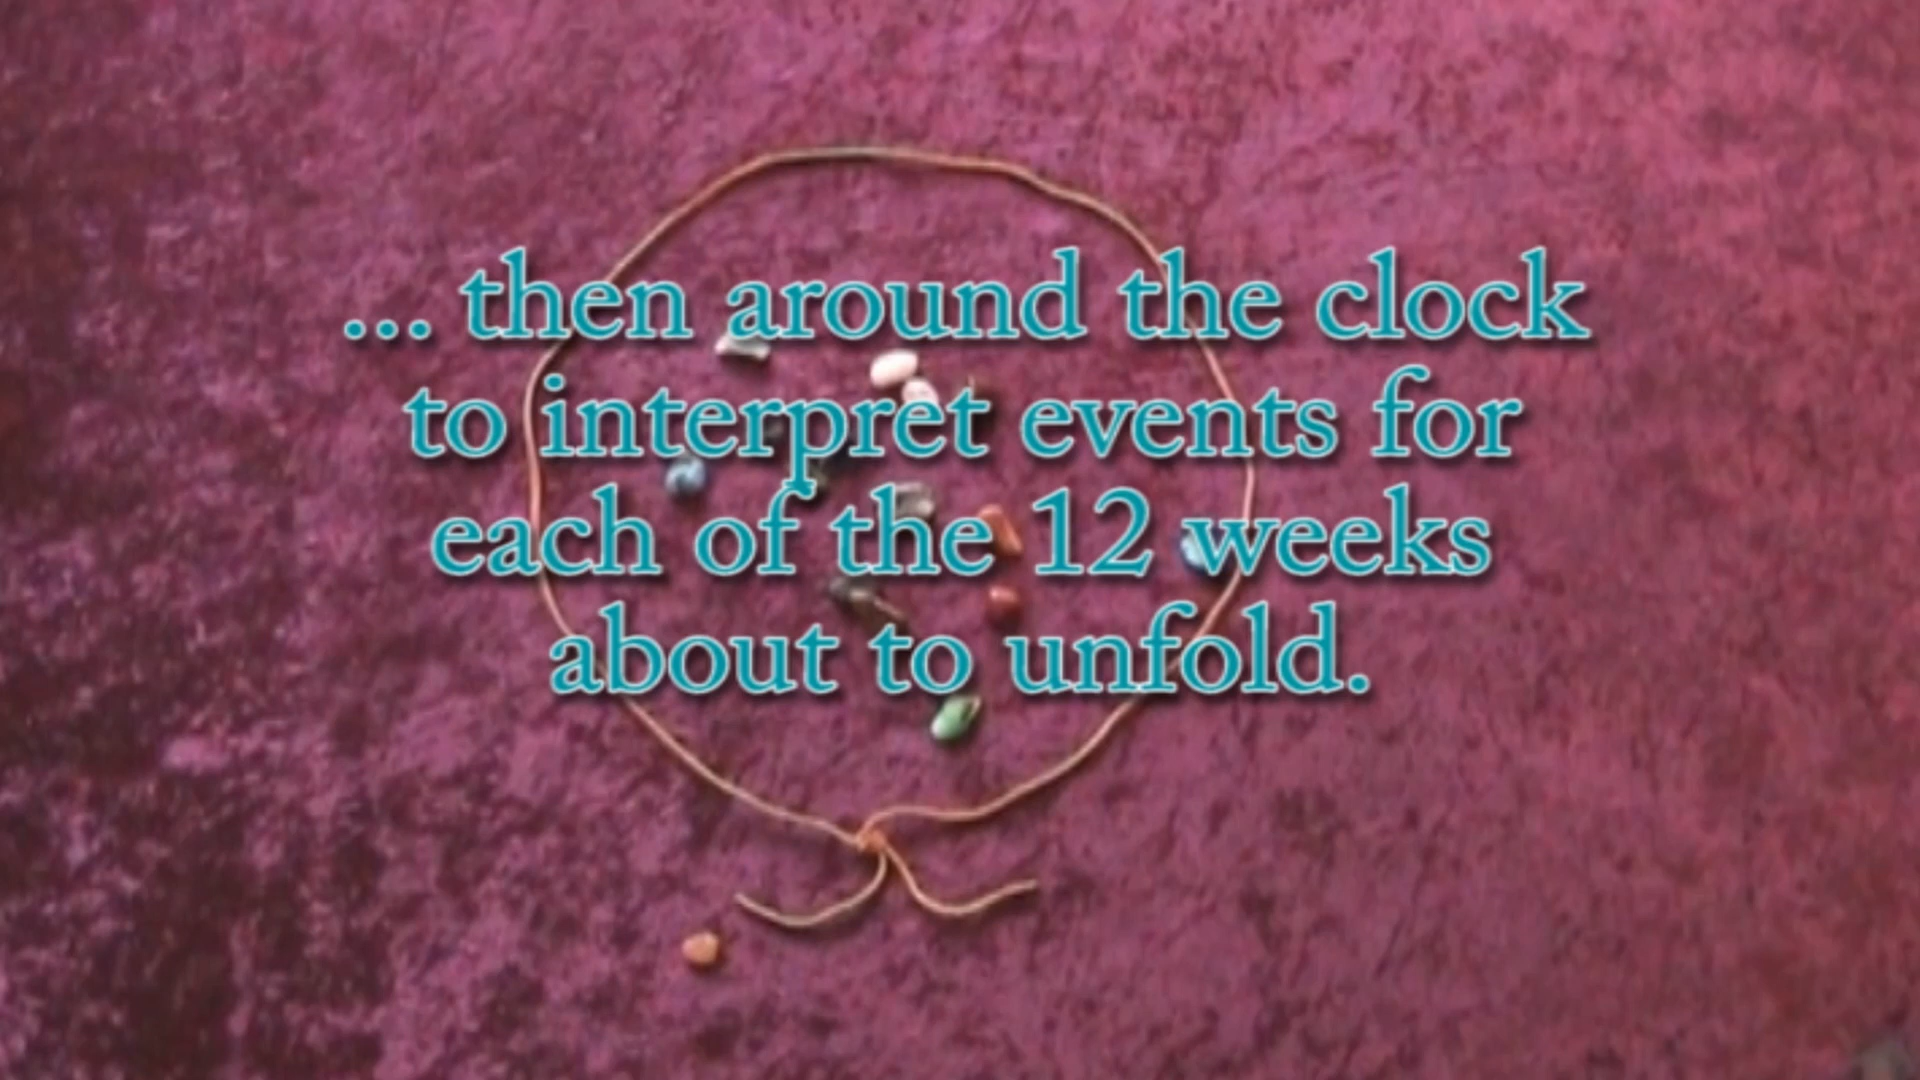 ... then around the clock
to interpret events for
each of the 12 weeks
about to unfold.